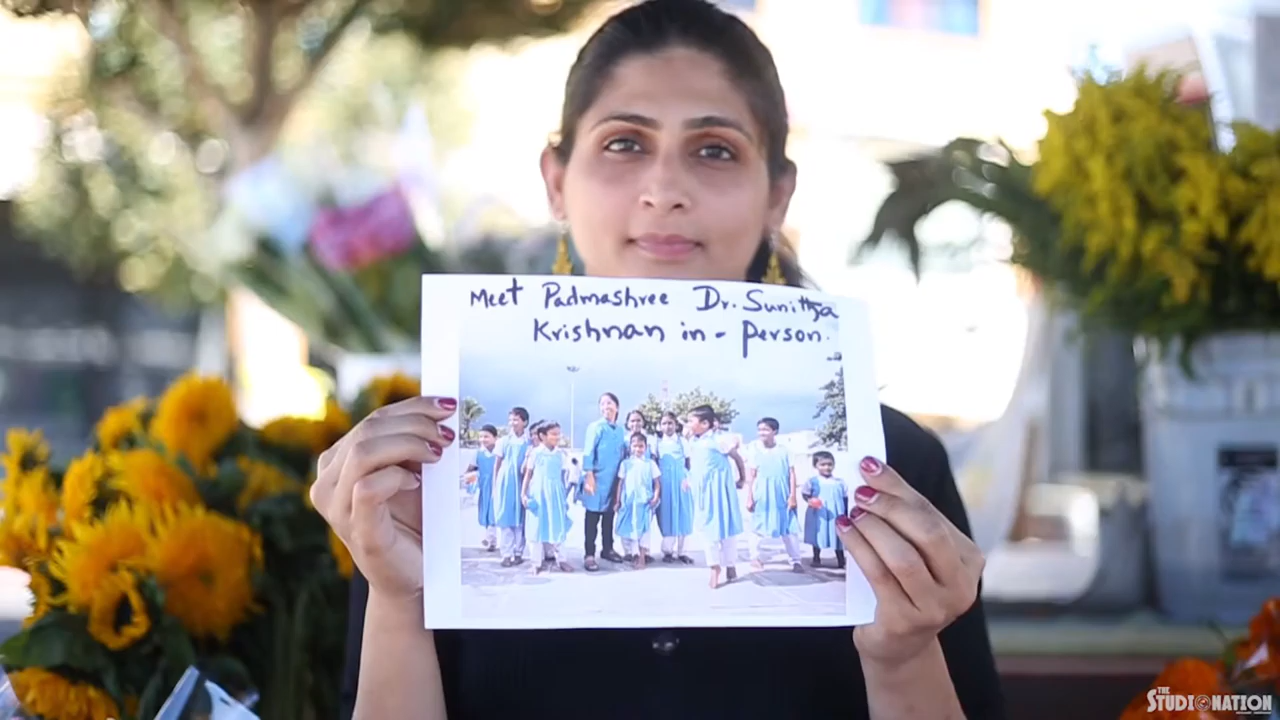 Meet Padmashree Dr. Sunitha
Krishnan in-person.
THE
STUDIO NATION